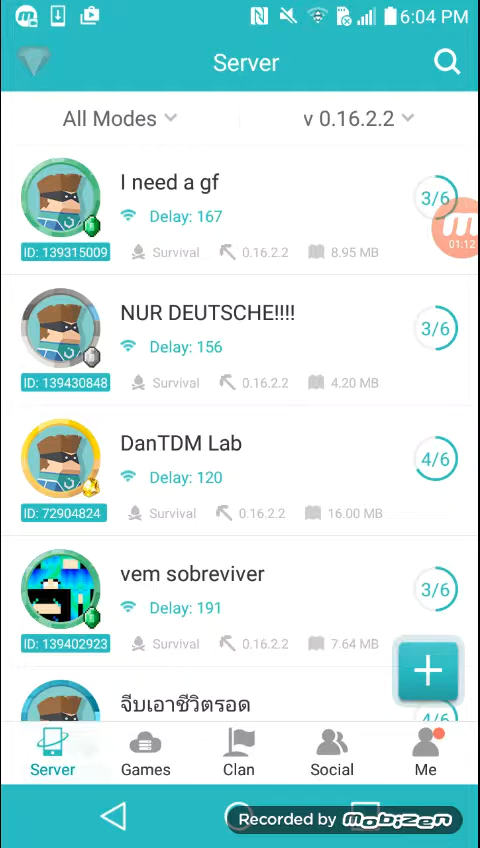 6:04 PM
Server
All Modes
v 0.16.2.2
I need a gf
3/6
Delay: 167
01:12
ID: 139315009
Survival
0.16.2.2
8.95 MB
NUR DEUTSCHE!!!!
3/6
Delay: 156
ID: 139430848
Survival
0.16.2.2
4.20 MB
DanTDM Lab
4/6
Delay: 120
ID: 72904824
Survival
0.16.2.2
16.00 MB
vem sobreviver
3/6
Delay: 191
ID: 139402923
Survival
0.16.2.2
7.64 MB
จีบเอาชีวิตรอด
4/6
Server
Games
Clan
Social
Me
Recorded by mobizen